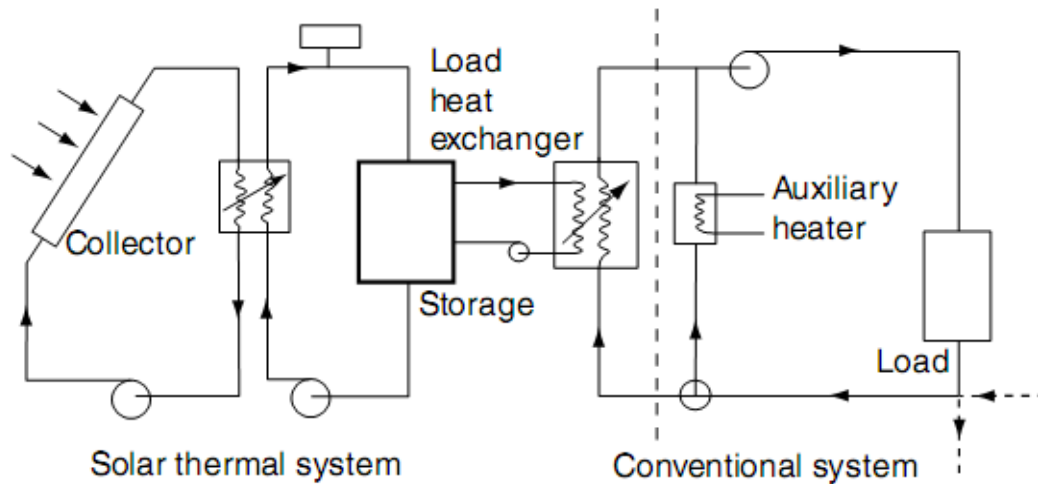 Load
heat
exchanger
Collector
Storage
Auxiliary
heater
Load
Solar thermal system
Conventional system